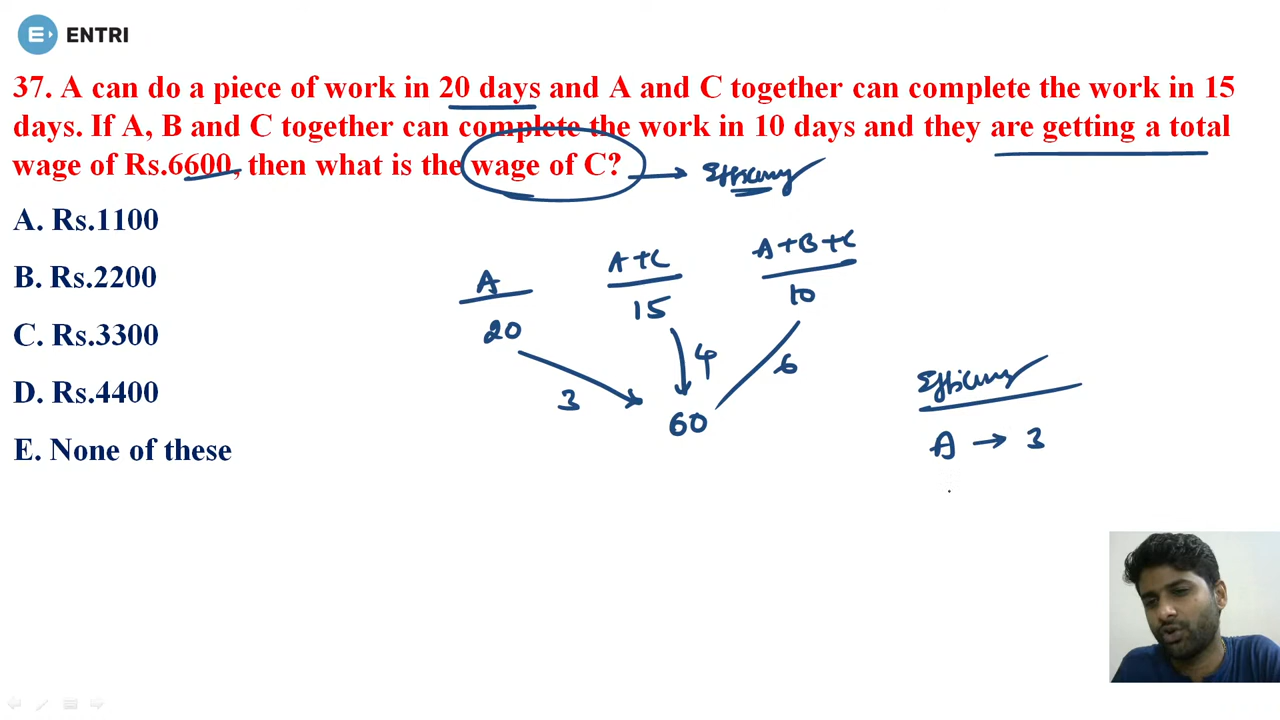 ENTRI
37. A can do a piece of work in 20 days and A and C together can complete the work in 15
days. If A, B and C together can complete the work in 10 days and they are getting a total
wage of Rs.6600, then what is the wage of C?
Efficiency
A. Rs.1100
B. Rs.2200
C. Rs.3300
D. Rs.4400
E. None of these
A
A+C
A+B+C
20
15
10
3
4
6
60
Efficiency
A → 3